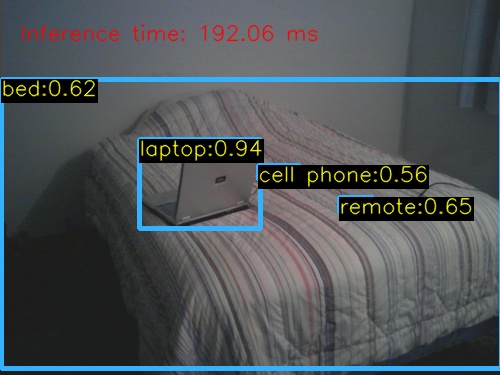 Inference time: 192.06 ms
bed:0.62
laptop:0.94
cell phone:0.56
remote:0.65